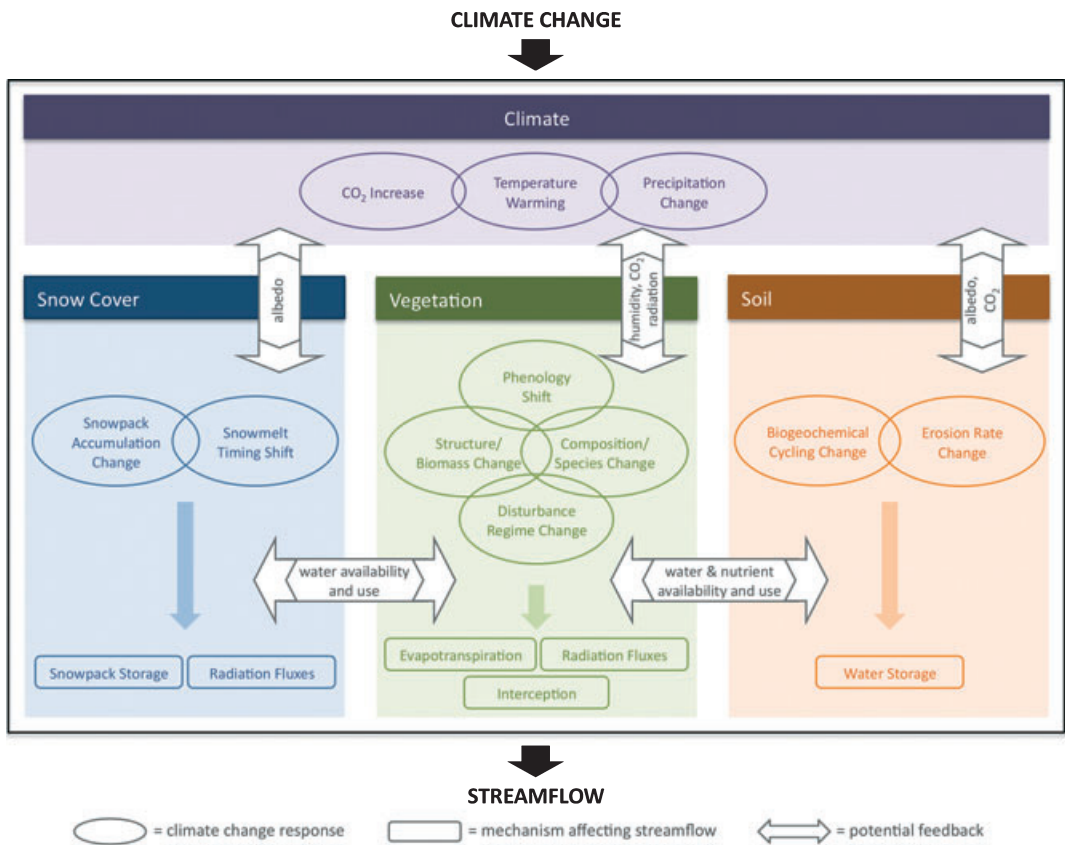 CLIMATE CHANGE
Climate
CO₂ Increase
Temperature
Warming
Precipitation
Change
albedo
humidity, CO₂
radiation
albedo,
CO₂
Snow Cover
Vegetation
Soil
Snowpack
Accumulation
Change
Snowmelt
Timing Shift
Phenology
Shift
Structure/
Biomass Change
Composition/
Species Change
Disturbance
Regime Change
Biogeochemical
Cycling Change
Erosion Rate
Change
water availability
and use
water & nutrient
availability and use
Snowpack Storage
Radiation Fluxes
Evapotranspiration
Radiation Fluxes
Interception
Water Storage
STREAMFLOW
= climate change response
= mechanism affecting streamflow
= potential feedback